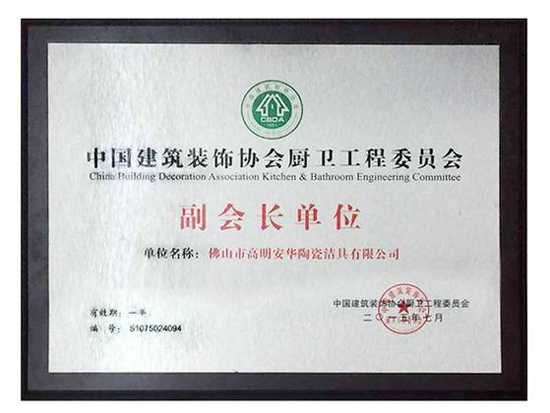 CBDA
中国建筑装饰协会厨卫工程委员会
China Building Decoration Association Kitchen & Bathroom Engineering Committee
副会长单位
单位名称：佛山市高明安华陶瓷洁具有限公司
中国建筑装饰协会厨卫工程委员会
二〇一五年七月
有效期：一年
编 号：51075024094